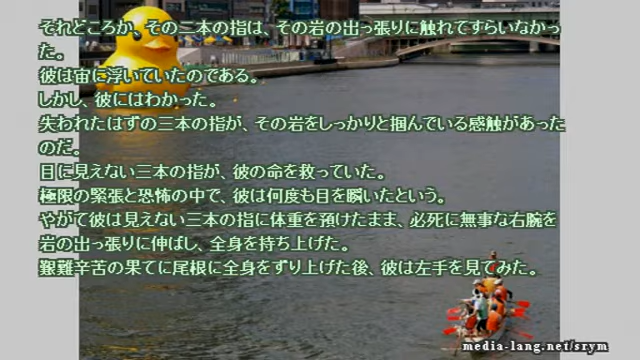 それどころか、その二本の指は、その岩の出っ張りに触れてすらいなかっ
た。
彼は宙に浮いていたのである。
しかし、彼にはわかった。
失われたはずの三本の指が、その岩をしっかりと掴んでいる感触があった
のだ。
目に見えない三本の指が、彼の命を救っていた。
極限の緊張と恐怖の中で、彼は何度も目を瞬いたという。
やがて彼は見えない三本の指に体重を預けたまま、必死に無事な右腕を
岩の出っ張りに伸ばし、全身を持ち上げた。
艱難辛苦の果てに尾根に全身をずり上げた後、彼は左手を見てみた。
media-lang.net/srym